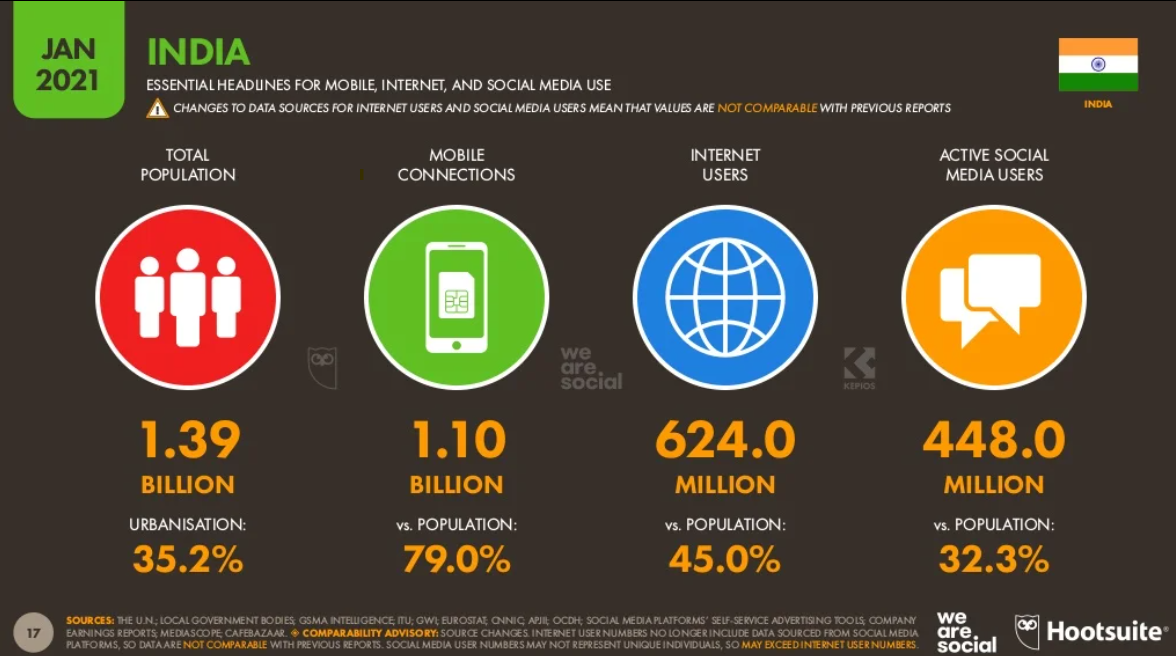 JAN
2021
INDIA
ESSENTIAL HEADLINES FOR MOBILE, INTERNET, AND SOCIAL MEDIA USE
CHANGES TO DATA SOURCES FOR INTERNET USERS AND SOCIAL MEDIA USERS MEAN THAT VALUES ARE NOT COMPARABLE WITH PREVIOUS REPORTS
INDIA
TOTAL
POPULATION
MOBILE
CONNECTIONS
INTERNET
USERS
ACTIVE SOCIAL
MEDIA USERS
we
are
social
KEPIOS
1.39
BILLION
URBANISATION:
35.2%
1.10
BILLION
vs. POPULATION:
79.0%
624.0
MILLION
vs. POPULATION:
45.0%
448.0
MILLION
vs. POPULATION:
32.3%
17
SOURCES: THE U.N.; LOCAL GOVERNMENT BODIES; GSMA INTELLIGENCE; ITU; GWI; EUROSTAT; CNNIC; APJII; OCDH; SOCIAL MEDIA PLATFORMS' SELF-SERVICE ADVERTISING TOOLS; COMPANY
EARNINGS REPORTS; MEDIASCOPE; CAFEBAZAAR. COMPARABILITY ADVISORY: SOURCE CHANGES. INTERNET USER NUMBERS NO LONGER INCLUDE DATA SOURCED FROM SOCIAL MEDIA
PLATFORMS, SO DATA ARE NOT COMPARABLE WITH PREVIOUS REPORTS. SOCIAL MEDIA USER NUMBERS MAY NOT REPRESENT UNIQUE INDIVIDUALS, SO MAY EXCEED INTERNET USER NUMBERS.
we
are
social
Hootsuite®